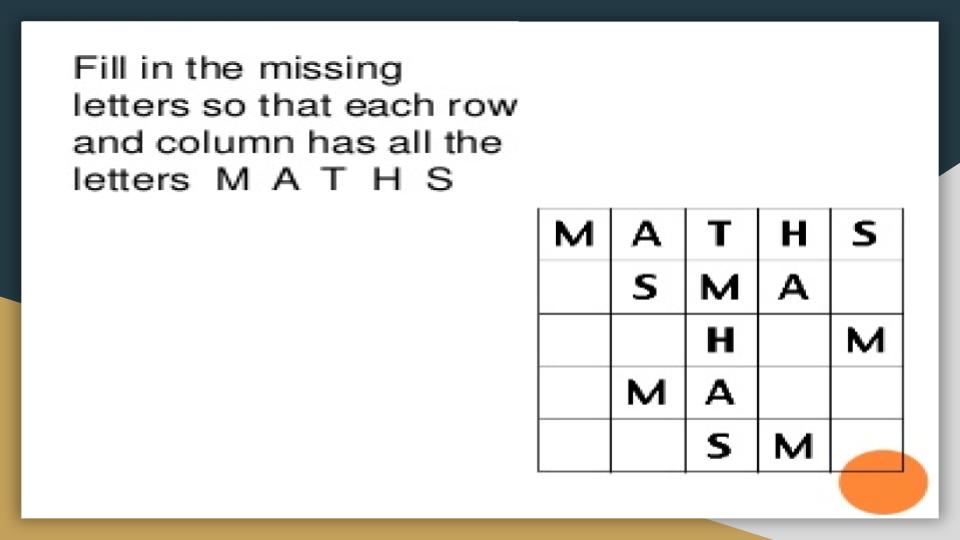 Fill in the missing
letters so that each row
and column has all the
letters M A T H S
M A T H S
S M A
H M
M A
S M